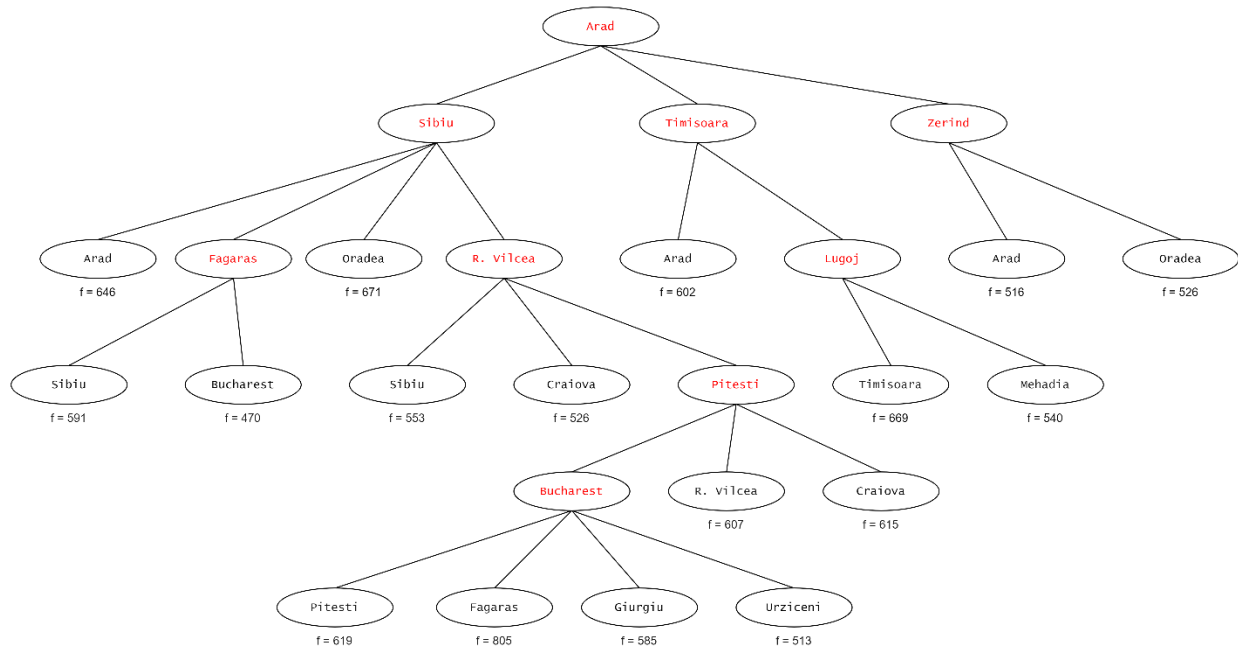 Arad
Sibiu
Timisoara
Zerind
Arad
Fagaras
Oradea
R. Vilcea
Arad
Lugoj
Arad
Oradea
f = 646
f = 671
f = 602
f = 516
f = 526
Sibiu
Bucharest
Sibiu
Craiova
Pitesti
Timisoara
Mehadia
f = 591
f = 470
f = 553
f = 526
f = 669
f = 540
Bucharest
R. Vilcea
Craiova
f = 607
f = 615
Pitesti
Fagaras
Giurgiu
Urziceni
f = 619
f = 805
f = 585
f = 513